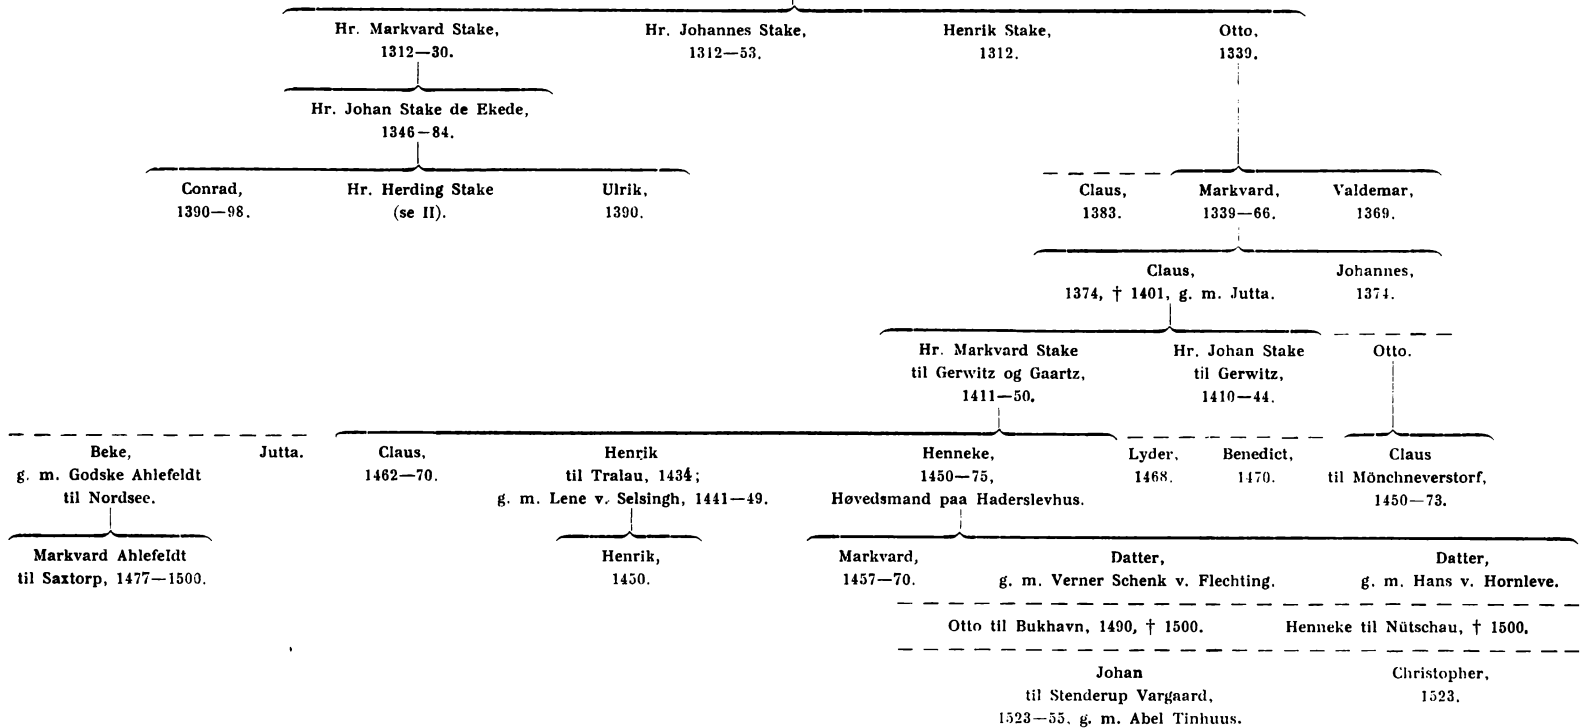 Hr. Markvard Stake,
1312—30.
Hr. Johannes Stake,
1312—53.
Henrik Stake,
1312.
Otto,
1339.
Hr. Johan Stake de Ekede,
1346—84.
Conrad,
1390—98.
Hr. Herding Stake
(se II).
Ulrik,
1390.
Claus,
1383.
Markvard,
1339—66.
Valdemar,
1369.
Claus,
1374, † 1401, g. m. Jutta.
Johannes,
1374.
Hr. Markvard Stake
til Gerwitz og Gaartz,
1411—50.
Hr. Johan Stake
til Gerwitz,
1410—44.
Otto.
Beke,
g. m. Godske Ahlefeldt
til Nordsee.
Jutta.
Claus,
1462—70.
Henrik
til Tralau, 1434;
g. m. Lene v. Selsingh, 1441—49.
Henneke,
1450—75,
Høvedsmand paa Haderslevhus.
Lyder,
1468.
Benedict,
1470.
Claus
til Mönchneverstorf,
1450—73.
Markvard Ahlefeldt
til Saxtorp, 1477—1500.
Henrik,
1450.
Markvard,
1457—70.
Datter,
g. m. Verner Schenk v. Flechting.
Datter,
g. m. Hans v. Hornleve.
Otto til Bukhavn, 1490, † 1500.
Henneke til Nütschau, † 1500.
Johan
til Stenderup Vargaard,
1523—55, g. m. Abel Tinhuus.
Christopher,
1523.